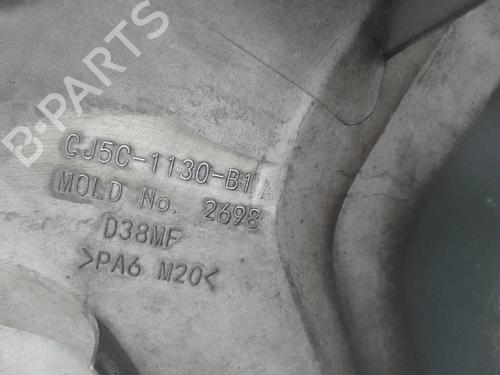 B-PARTS
CJ5C-1130-B1A
MOLD No. 2698
D38MF
>PA6 M20<